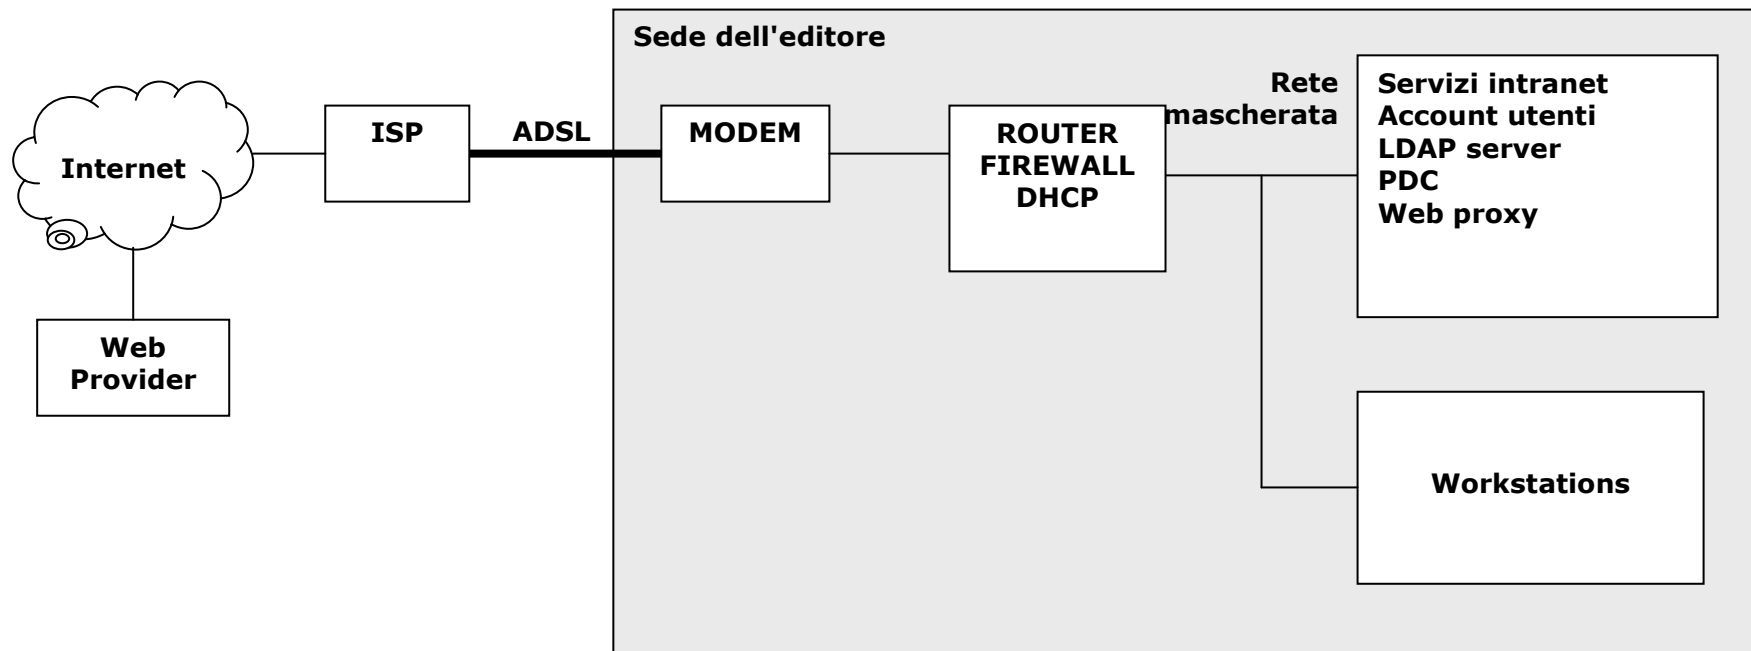 Sede dell'editore
Internet
ISP
ADSL
MODEM
ROUTER
FIREWALL
DHCP
Rete
mascherata
Servizi intranet
Account utenti
LDAP server
PDC
Web proxy
Web
Provider
Workstations